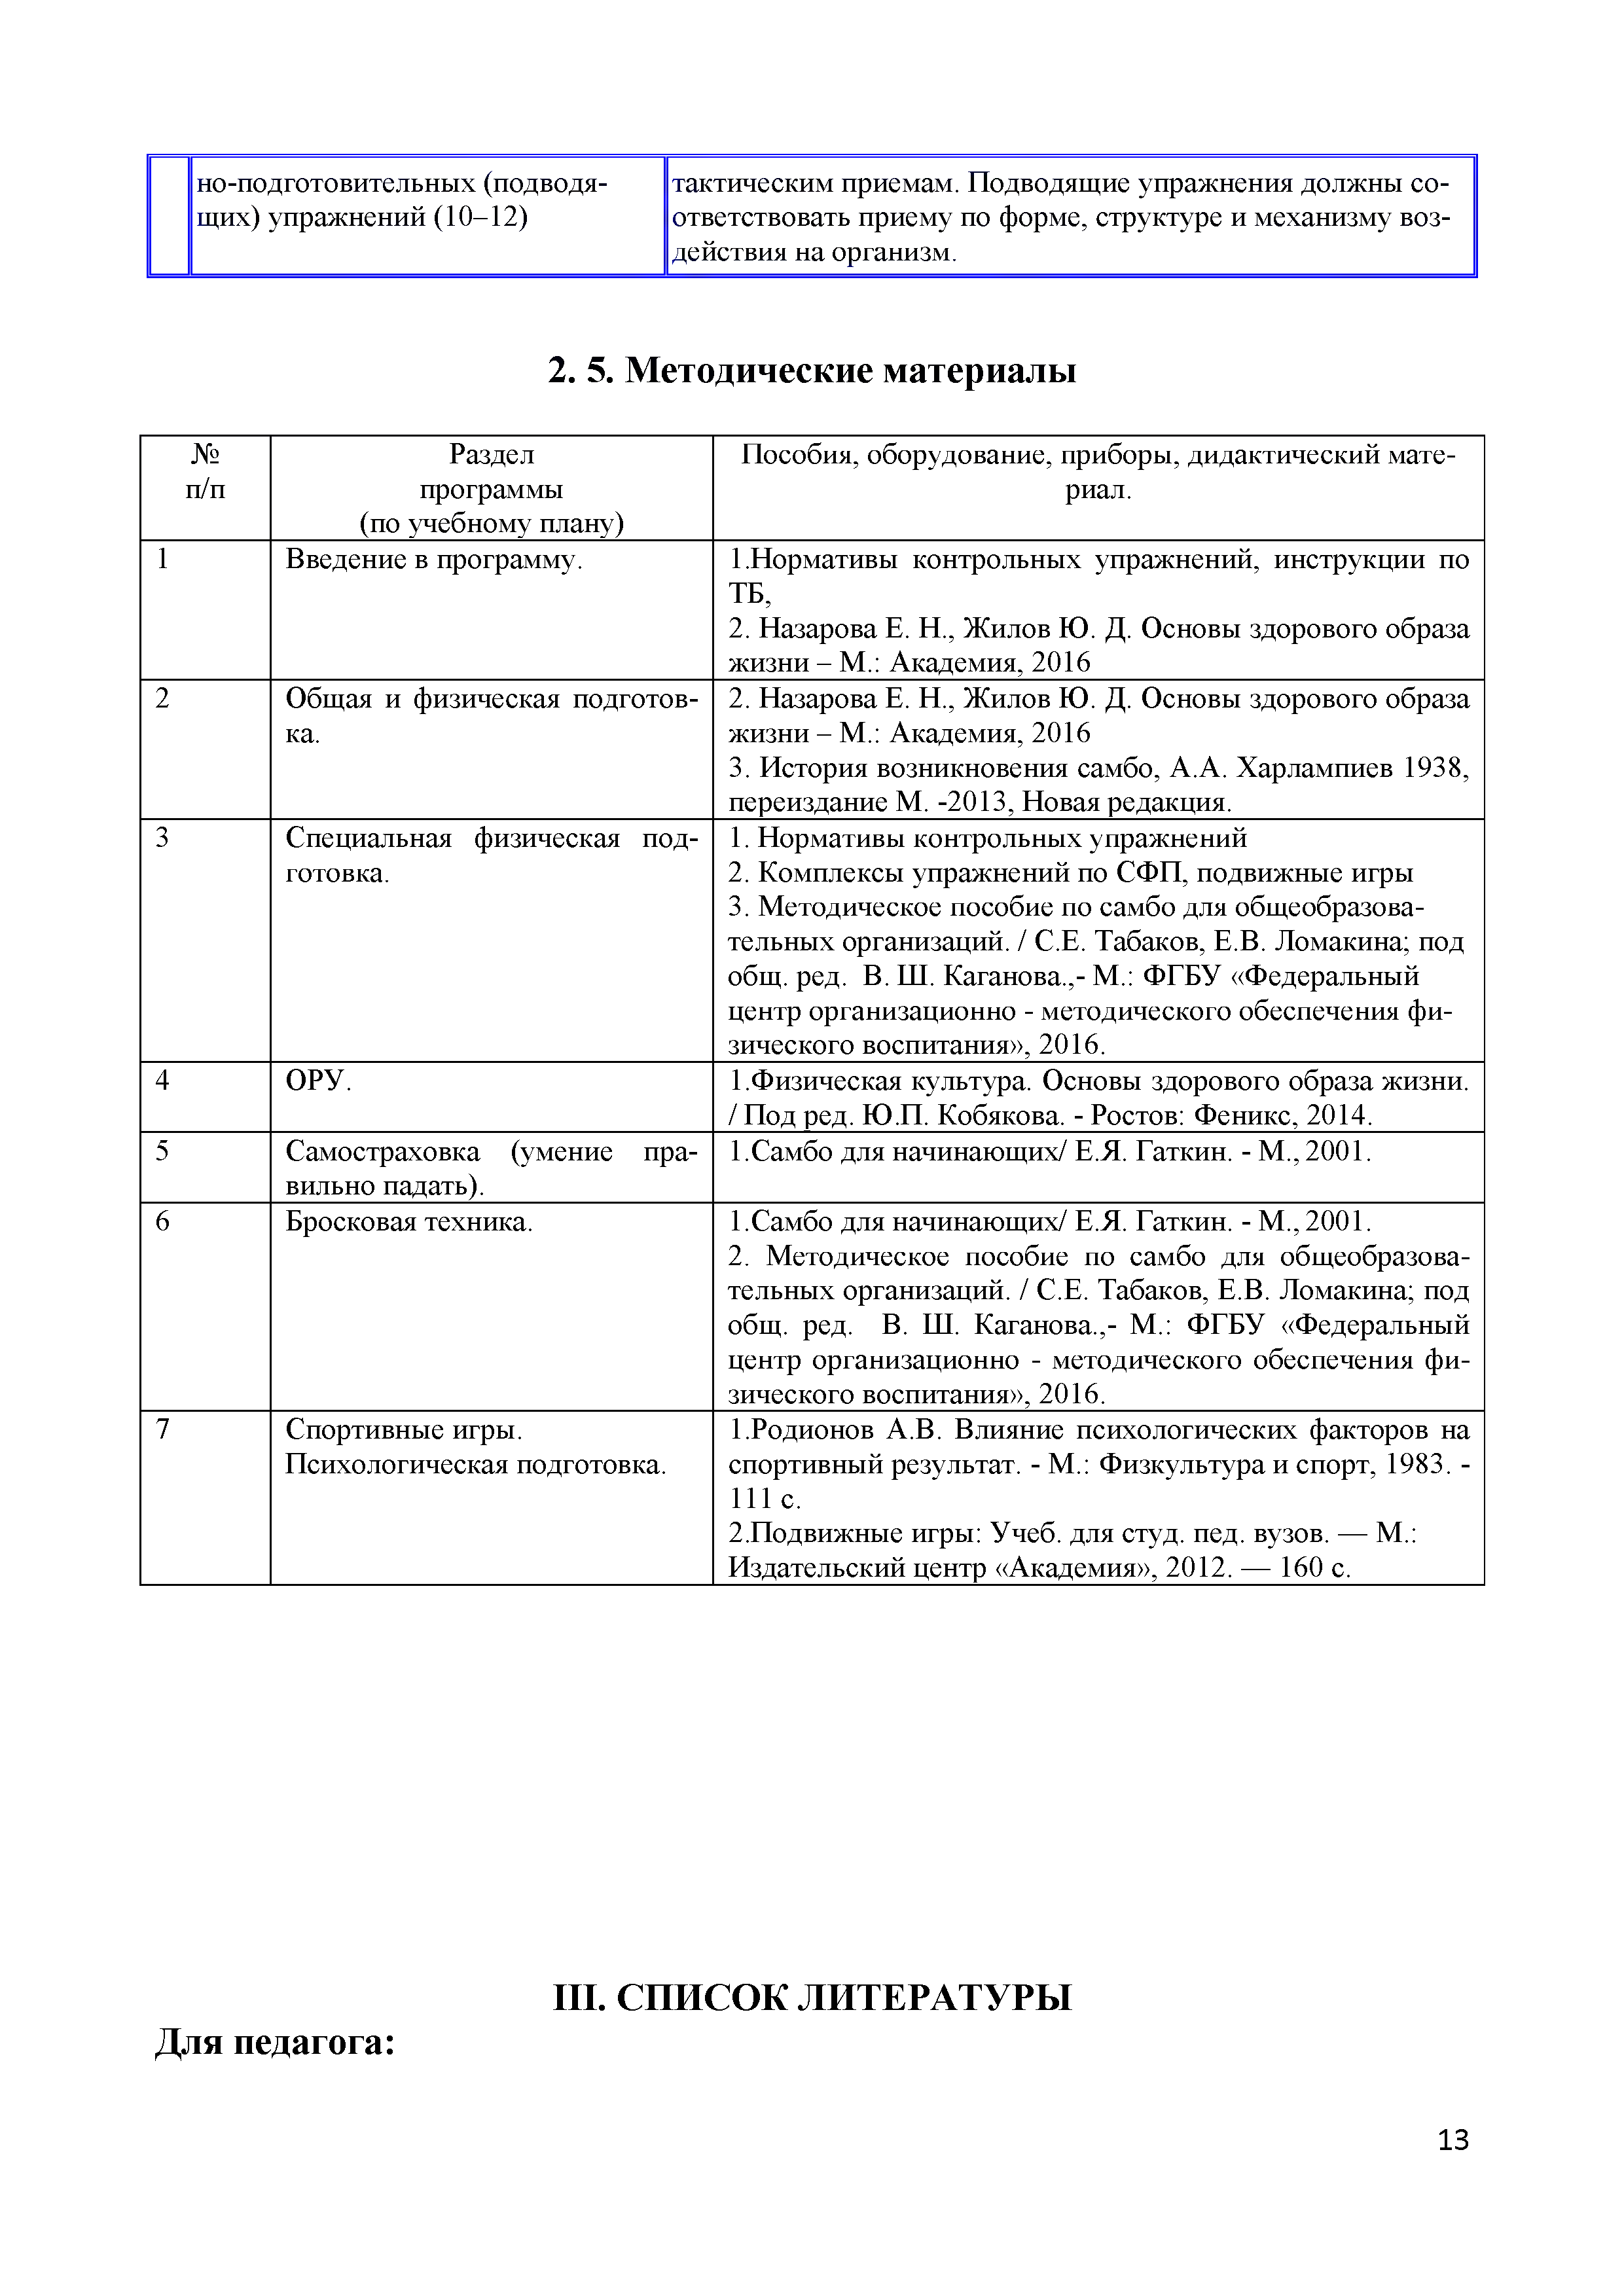 но-подготовительных (подводя-
щих) упражнений (10–12)
тактическим приемам. Подводящие упражнения должны со-
ответствовать приему по форме, структуре и механизму воз-
действия на организм.
2. 5. Методические материалы
№
п/п
Раздел
программы
(по учебному плану)
Пособия, оборудование, приборы, дидактический мате-
риал.
1
Введение в программу.
1.Нормативы контрольных упражнений, инструкции по
ТБ,
2. Назарова Е. Н., Жилов Ю. Д. Основы здорового образа
жизни – М.: Академия, 2016
2
Общая и физическая подготов-
ка.
2. Назарова Е. Н., Жилов Ю. Д. Основы здорового образа
жизни – М.: Академия, 2016
3. История возникновения самбо, А.А. Харлампиев 1938,
переиздание М. -2013, Новая редакция.
3
Специальная физическая под-
готовка.
1. Нормативы контрольных упражнений
2. Комплексы упражнений по СФП, подвижные игры
3. Методическое пособие по самбо для общеобразова-
тельных организаций. / С.Е. Табаков, Е.В. Ломакина; под
общ. ред. В. Ш. Каганова.,- М.: ФГБУ «Федеральный
центр организационно - методического обеспечения фи-
зического воспитания», 2016.
4
ОРУ.
1.Физическая культура. Основы здорового образа жизни.
/ Под ред. Ю.П. Кобякова. - Ростов: Феникс, 2014.
5
Самостраховка (умение пра-
вильно падать).
1.Самбо для начинающих/ Е.Я. Гаткин. - М., 2001.
6
Бросковая техника.
1.Самбо для начинающих/ Е.Я. Гаткин. - М., 2001.
2. Методическое пособие по самбо для общеобразова-
тельных организаций. / С.Е. Табаков, Е.В. Ломакина; под
общ. ред. В. Ш. Каганова.,- М.: ФГБУ «Федеральный
центр организационно - методического обеспечения фи-
зического воспитания», 2016.
7
Спортивные игры.
Психологическая подготовка.
1.Родионов А.В. Влияние психологических факторов на
спортивный результат. - М.: Физкультура и спорт, 1983. -
111 с.
2.Подвижные игры: Учеб. для студ. пед. вузов. — М.:
Издательский центр «Академия», 2012. — 160 с.
III. СПИСОК ЛИТЕРАТУРЫ
Для педагога:
13